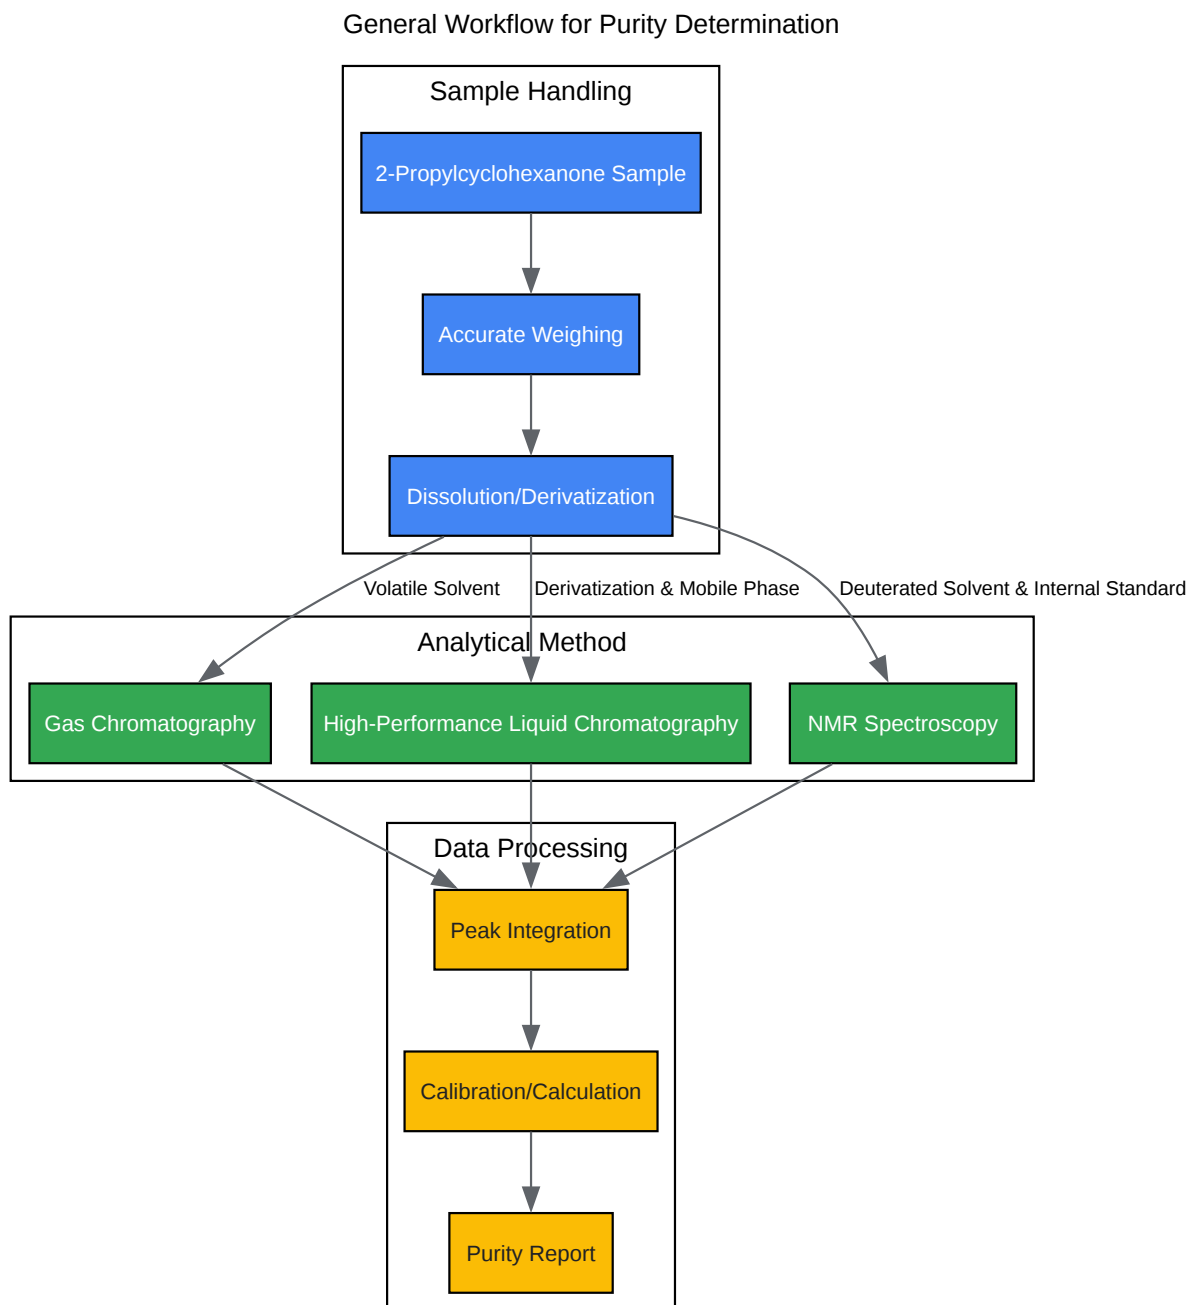 General Workflow for Purity Determination
Sample Handling
2-Propylcyclohexanone Sample
Accurate Weighing
Dissolution/Derivatization
Volatile Solvent
Derivatization & Mobile Phase
Deuterated Solvent & Internal Standard
Analytical Method
Gas Chromatography
High-Performance Liquid Chromatography
NMR Spectroscopy
Data Processing
Peak Integration
Calibration/Calculation
Purity Report